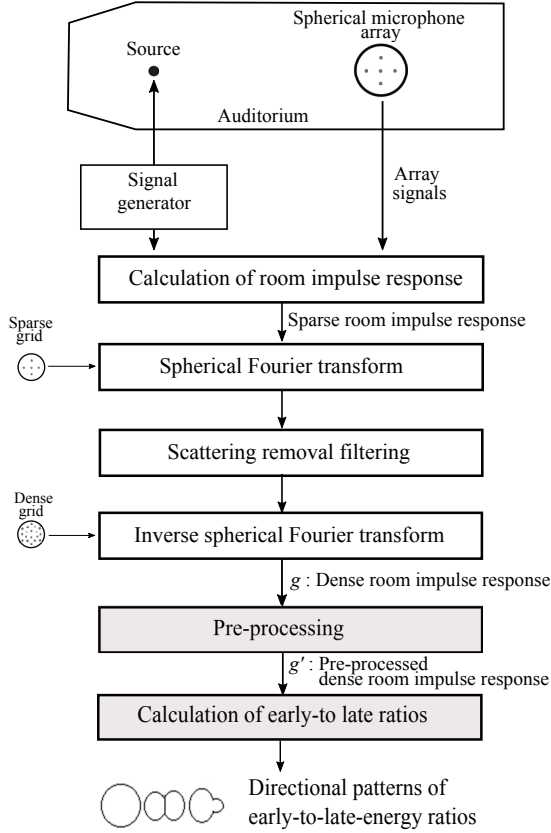 Spherical microphone
array
Source
Auditorium
Signal
generator
Array
signals
Calculation of room impulse response
Sparse room impulse response
Sparse
grid
Spherical Fourier transform
Scattering removal filtering
Dense
grid
Inverse spherical Fourier transform
g : Dense room impulse response
Pre-processing
g′ : Pre-processed
dense room impulse response
Calculation of early-to late ratios
Directional patterns of
early-to-late-energy ratios